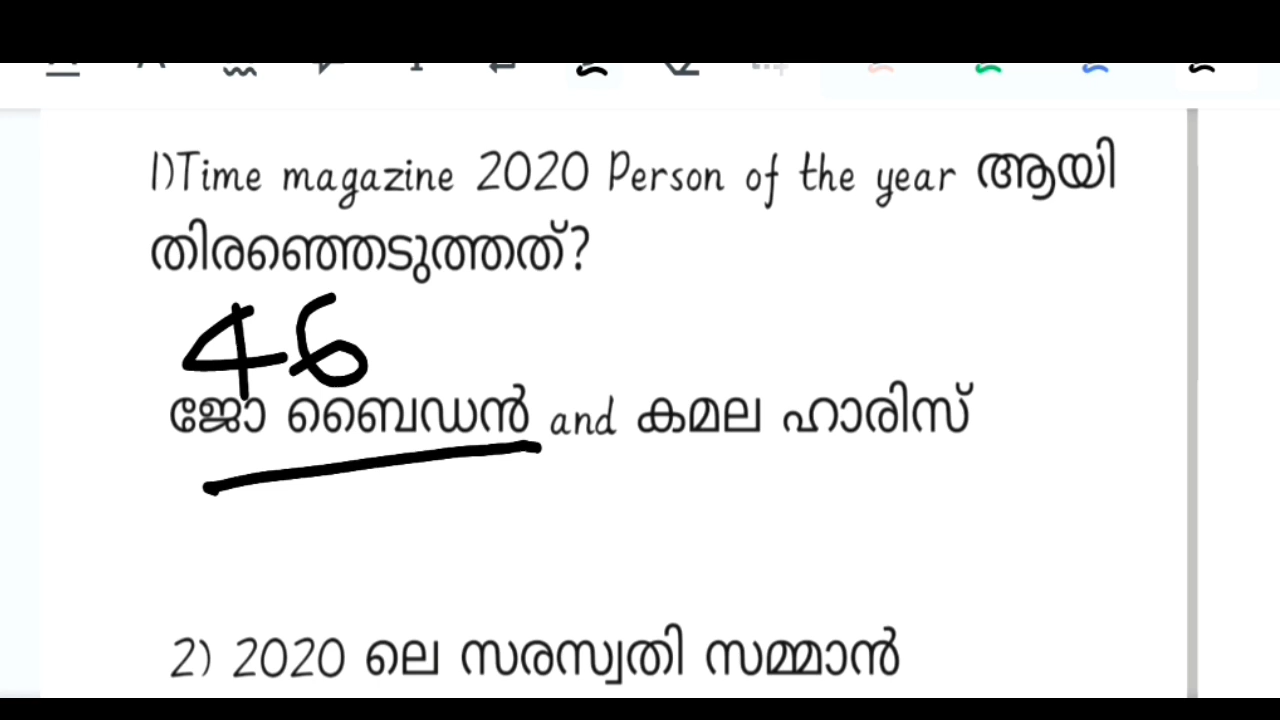 1)Time magazine 2020 Person of the year ആയി
തിരഞ്ഞെടുത്തത്?
46
ജോ ബൈഡൻ and കമല ഹാരിസ്
2) 2020 ലെ സരസ്വതി സമ്മാൻ